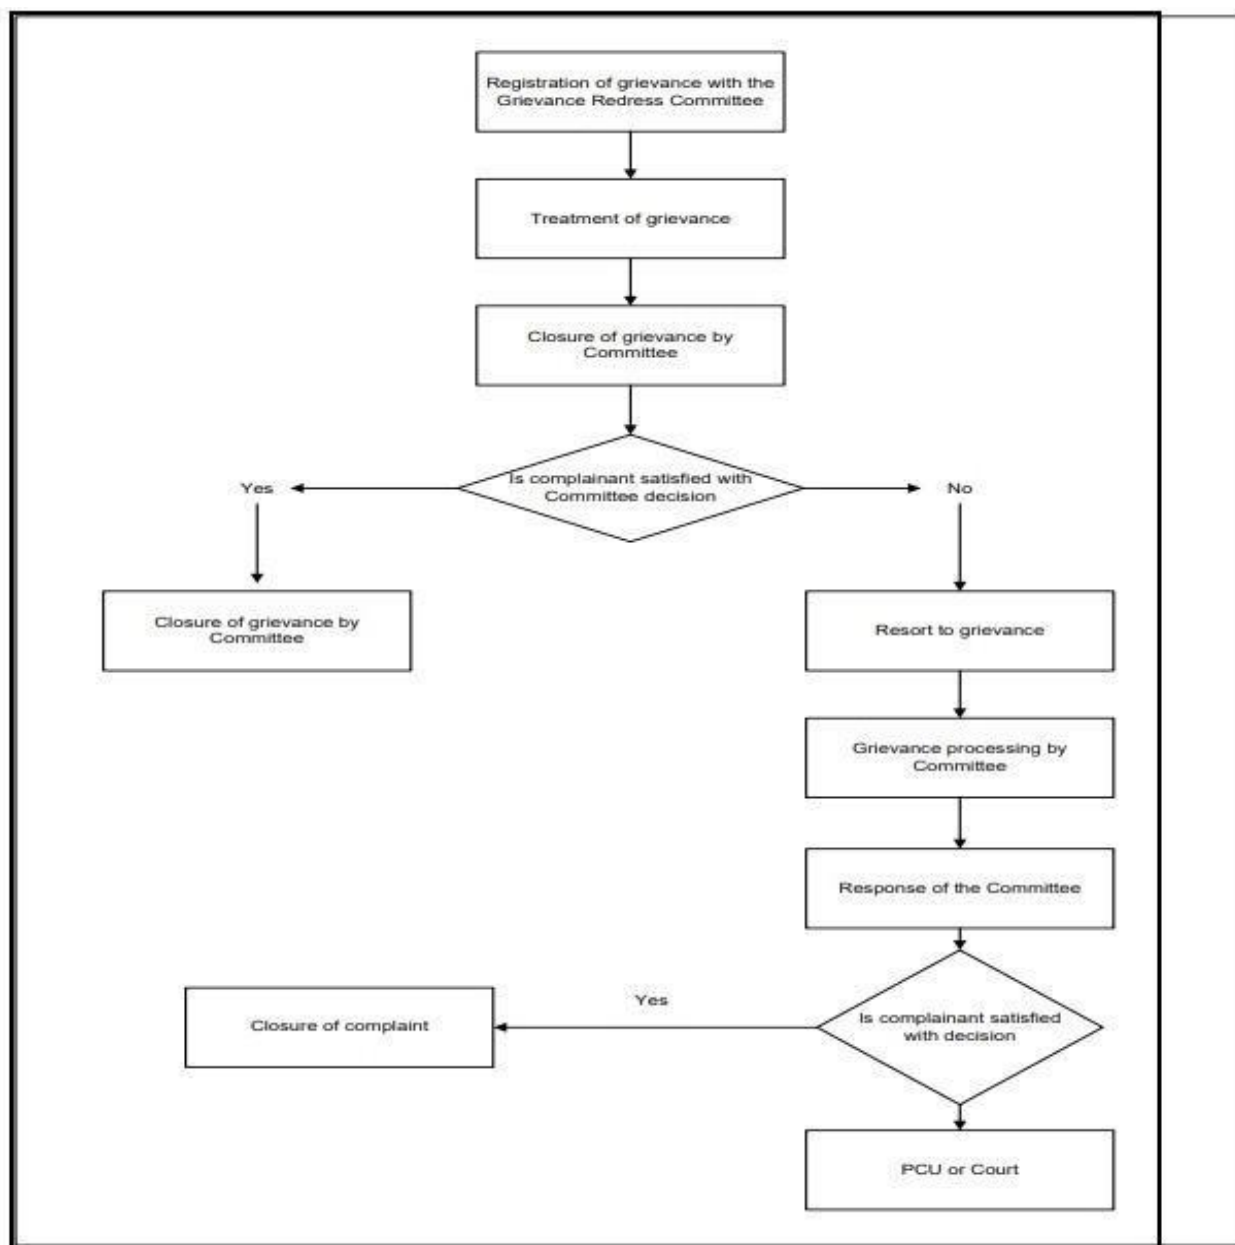 Registration of grievance with the
Grievance Redress Committee
Treatment of grievance
Closure of grievance by
Committee
Is complainant satisfied with
Committee decision
Yes
No
Closure of grievance by
Committee
Resort to grievance
Grievance processing by
Committee
Response of the Committee
Yes
Closure of complaint
Is complainant satisfied
with decision
PCU or Court